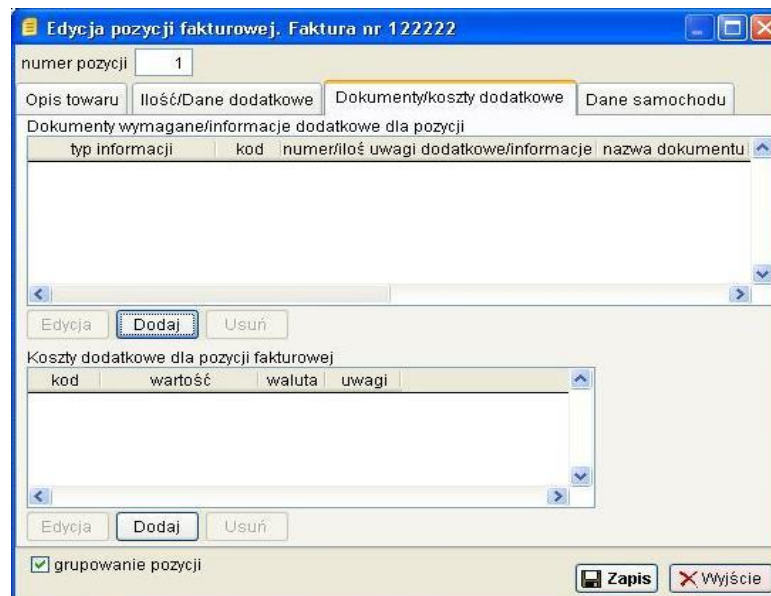 Edycja pozycji fakturowej. Faktura nr 122222
numer pozycji 1
Opis towaru Ilość/Dane dodatkowe Dokumenty/koszty dodatkowe Dane samochodu
Dokumenty wymagane/informacje dodatkowe dla pozycji
typ informacji kod numer/iloś uwagi dodatkowe/informacje nazwa dokumentu
Edycja Dodaj Usuń
Koszty dodatkowe dla pozycji fakturowej
kod wartość waluta uwagi
Edycja Dodaj Usuń
grupowanie pozycji
Zapis Wyjście